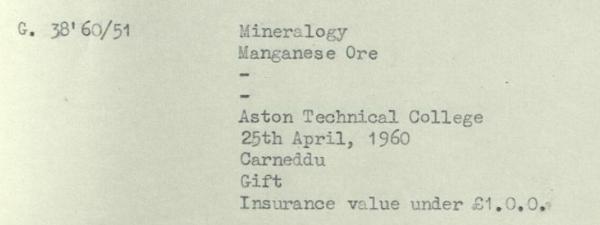 G. 38'60/51 Mineralogy
Manganese Ore
-
-
Aston Technical College
25th April, 1960
Carneddu
Gift
Insurance value under £1.0.0.